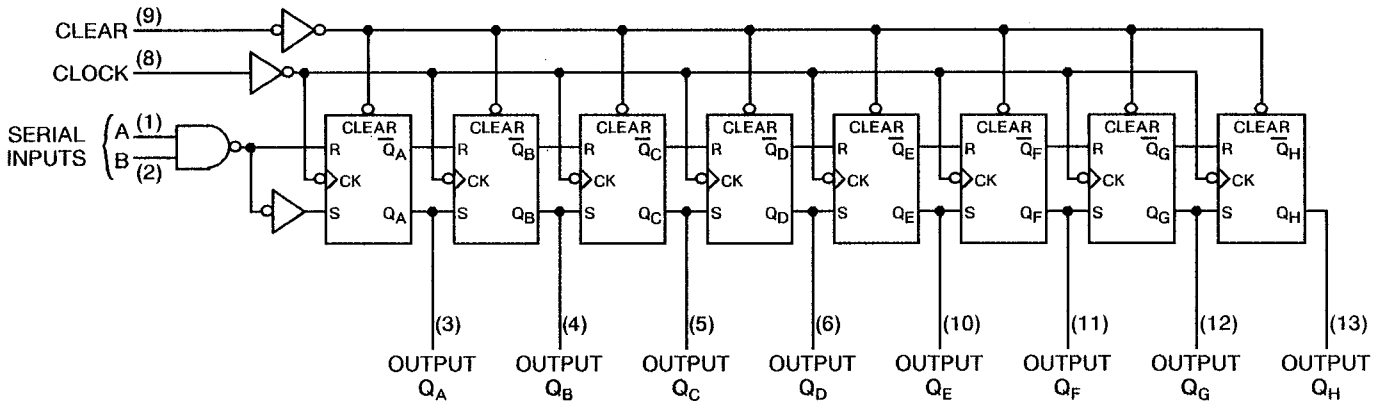 CLEAR (9)
CLOCK (8)
SERIAL INPUTS
A (1)
B (2)
CLEAR CLEAR CLEAR CLEAR CLEAR CLEAR CLEAR CLEAR
R Q̅A R Q̅B R Q̅C R Q̅D R Q̅E R Q̅F R Q̅G R Q̅H
CK CK CK CK CK CK CK CK
S QA S QB S QC S QD S QE S QF S QG S QH
(3) (4) (5) (6) (10) (11) (12) (13)
OUTPUT OUTPUT OUTPUT OUTPUT OUTPUT OUTPUT OUTPUT OUTPUT
QA QB QC QD QE QF QG QH